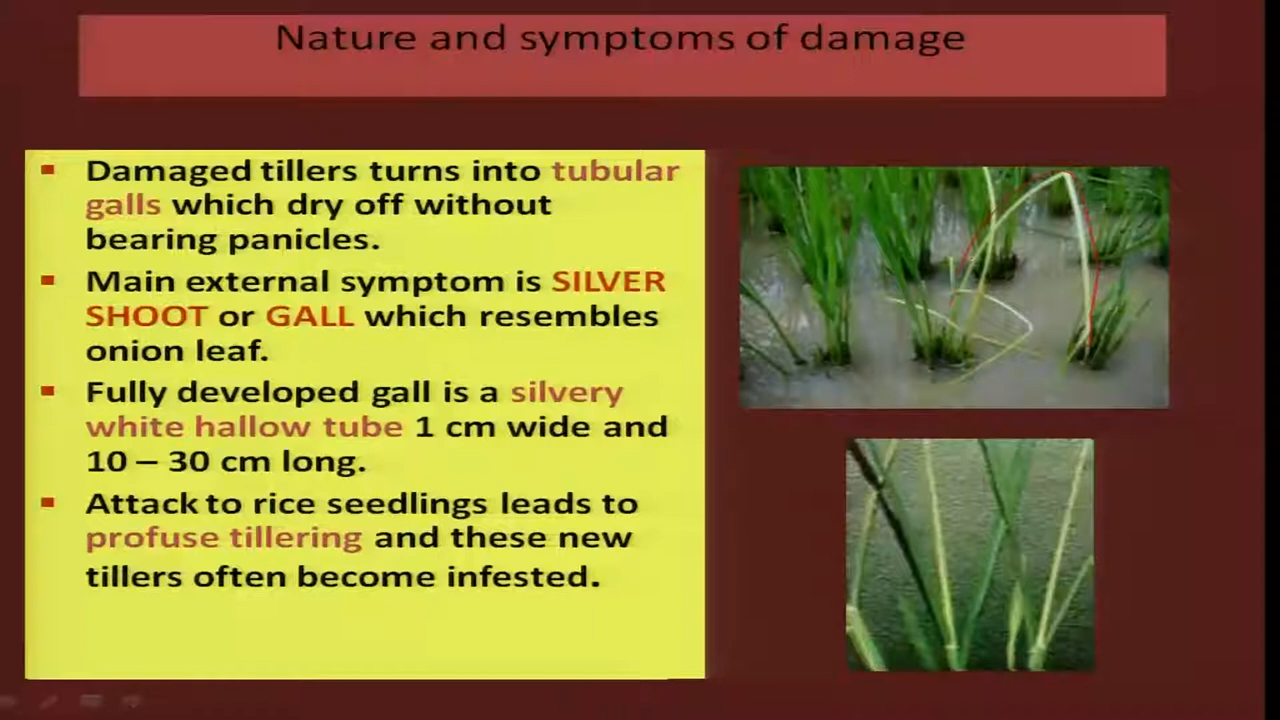 Nature and symptoms of damage
Damaged tillers turns into tubular
galls which dry off without
bearing panicles.
Main external symptom is SILVER
SHOOT or GALL which resembles
onion leaf.
Fully developed gall is a silvery
white hallow tube 1 cm wide and
10 – 30 cm long.
Attack to rice seedlings leads to
profuse tillering and these new
tillers often become infested.